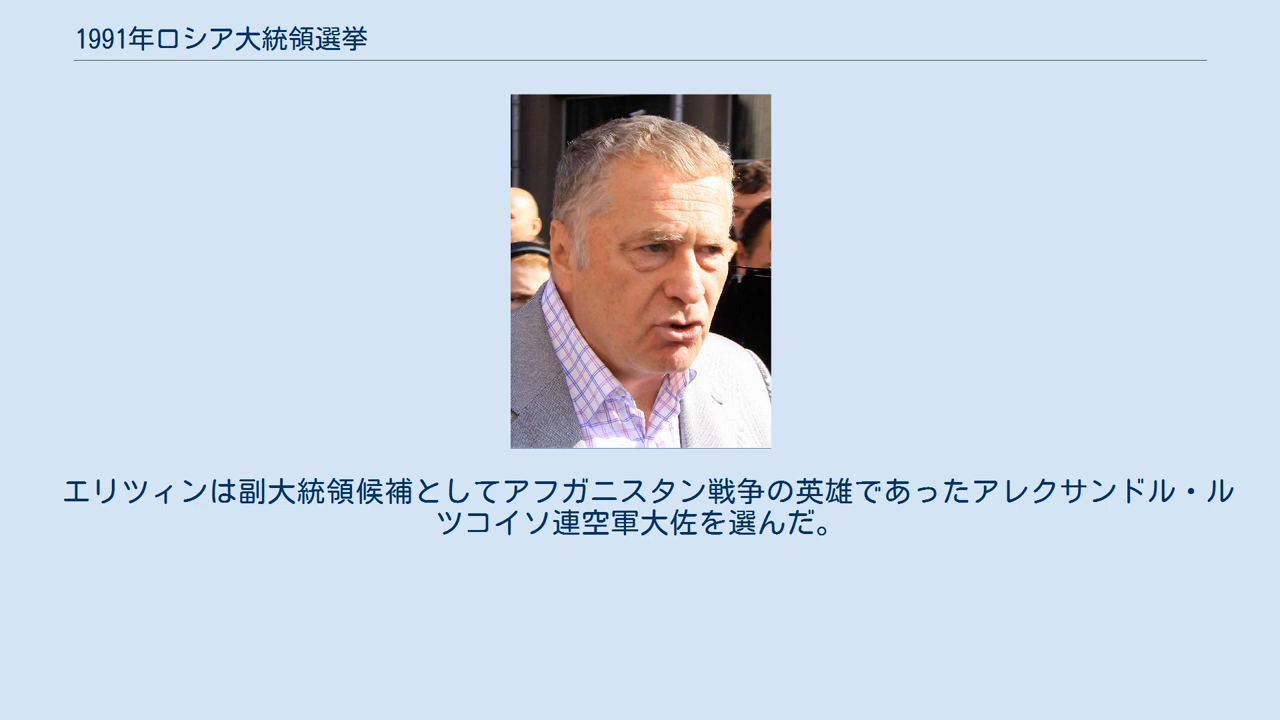 1991年ロシア大統領選挙
エリツィンは副大統領候補としてアフガニスタン戦争の英雄であったアレクサンドル・ル
ツコイソ連空軍大佐を選んだ。